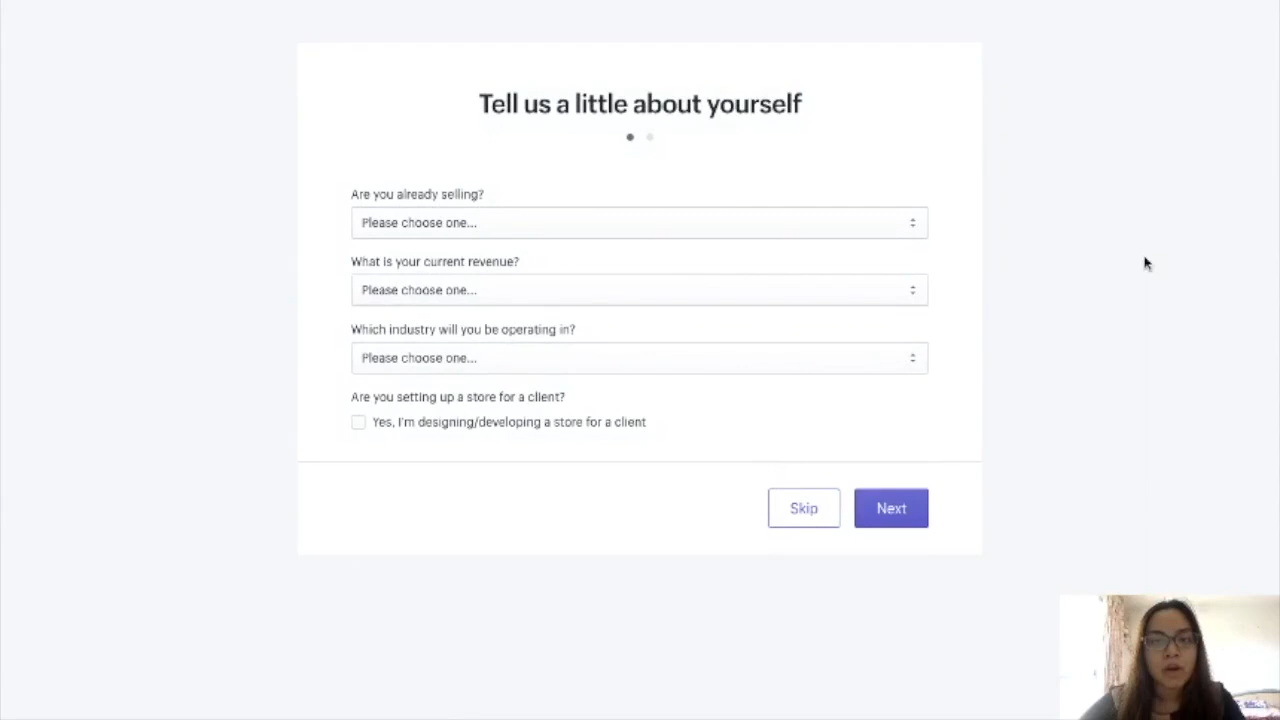 Tell us a little about yourself
Are you already selling?
Please choose one...
What is your current revenue?
Please choose one...
Which industry will you be operating in?
Please choose one...
Are you setting up a store for a client?
Yes, I'm designing/developing a store for a client
Skip
Next